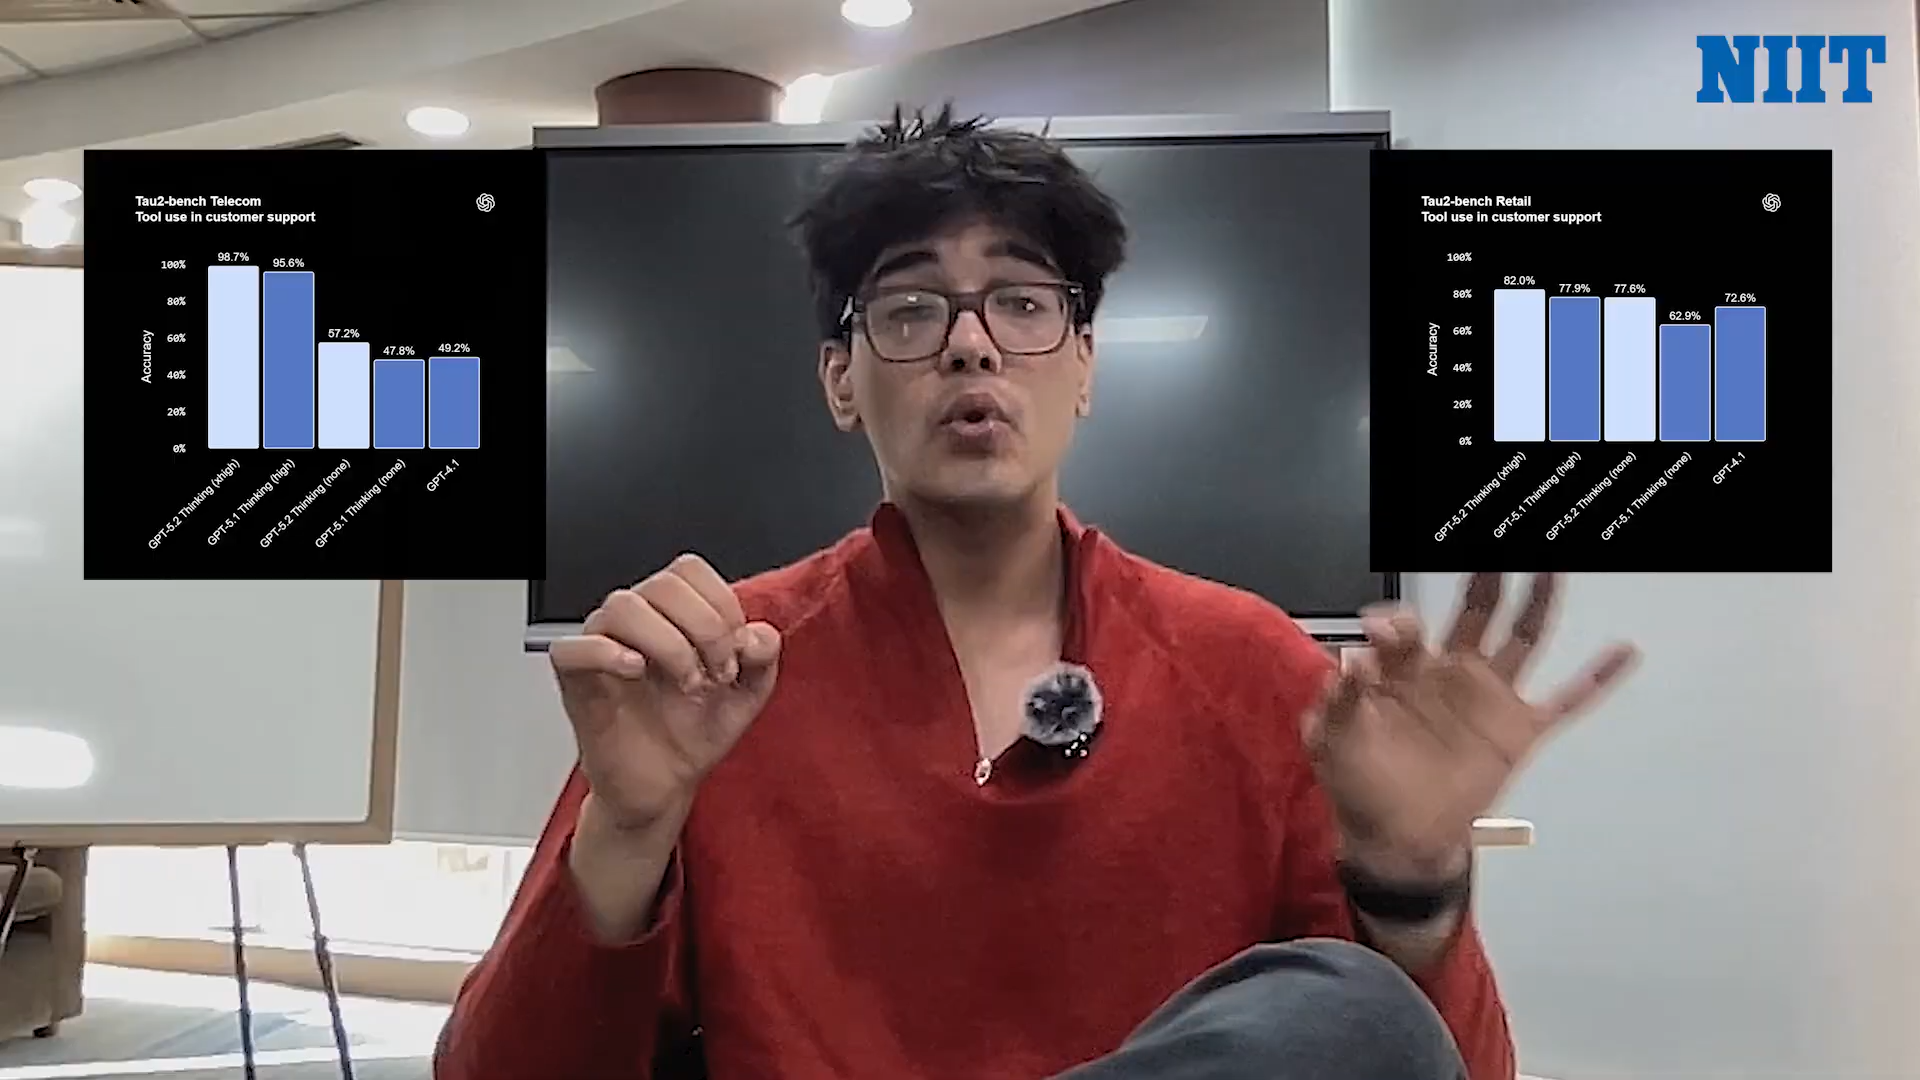 NIIT
Tau2-bench Telecom
Tool use in customer support
Accuracy
100%
80%
60%
40%
20%
0%
98.7%
95.6%
57.2%
47.8%
49.2%
GPT-5.2 Thinking (xhigh)
GPT-5.1 Thinking (high)
GPT-5.2 Thinking (none)
GPT-5.1 Thinking (none)
GPT-4.1
Tau2-bench Retail
Tool use in customer support
Accuracy
100%
80%
60%
40%
20%
0%
82.0%
77.9%
77.6%
62.9%
72.6%
GPT-5.2 Thinking (xhigh)
GPT-5.1 Thinking (high)
GPT-5.2 Thinking (none)
GPT-5.1 Thinking (none)
GPT-4.1